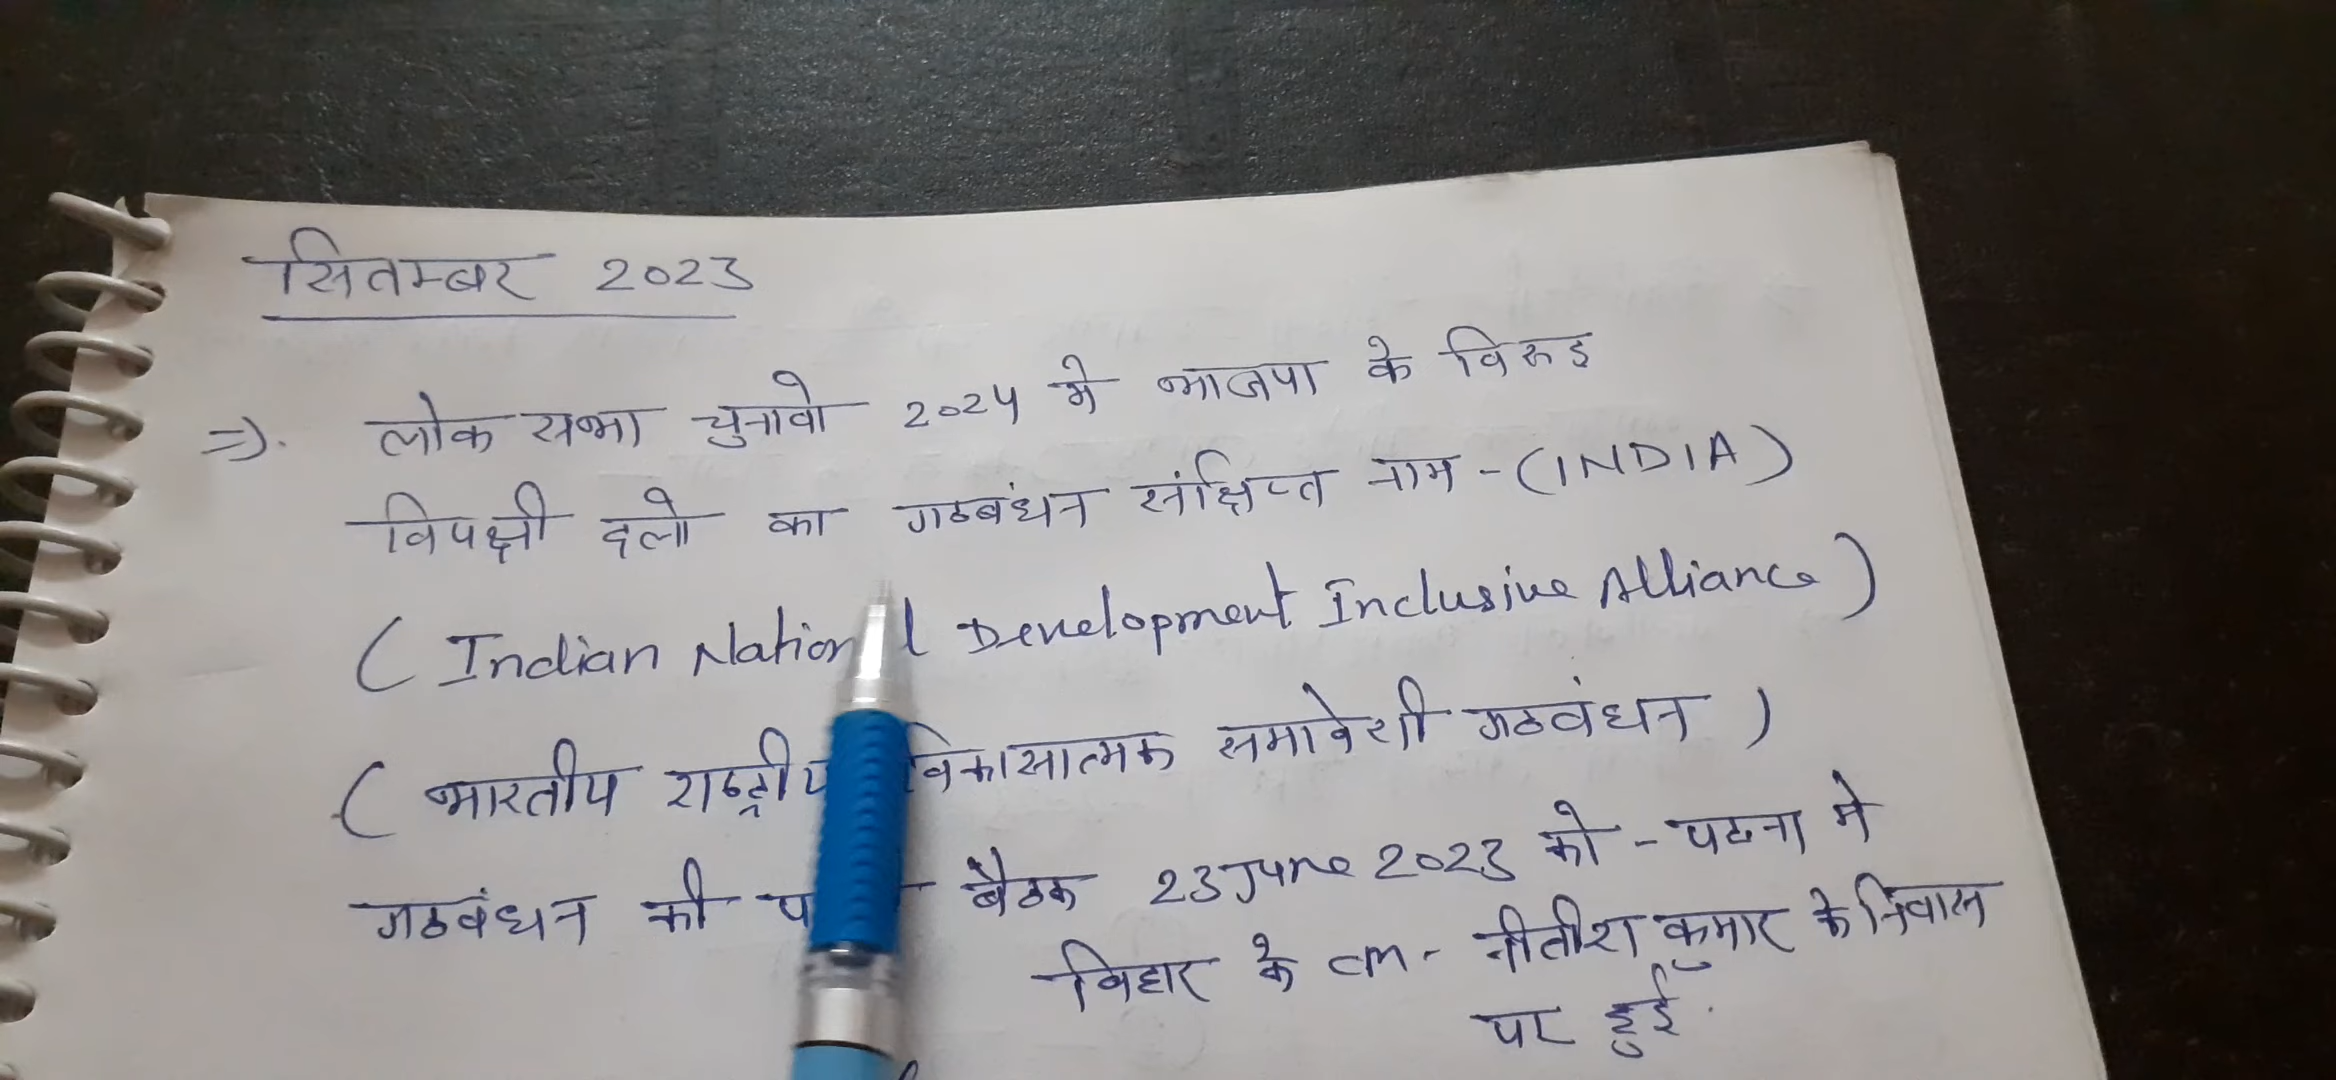 सितम्बर 2023
=). लोक सभा चुनावो 2024 मे भाजपा के विरूद्ध
विपक्षी दलो का गठबंधन संक्षिप्त नाम - (INDIA)
( Indian National Development Inclusive Alliance )
( भारतीय राष्ट्रीय विकासात्मक समावेशी गठबंधन )
गठबंधन की बैठक 23 June 2023 को - पटना मे
बिहार के cm - नीतीश कुमार के निवास
पर हुई.